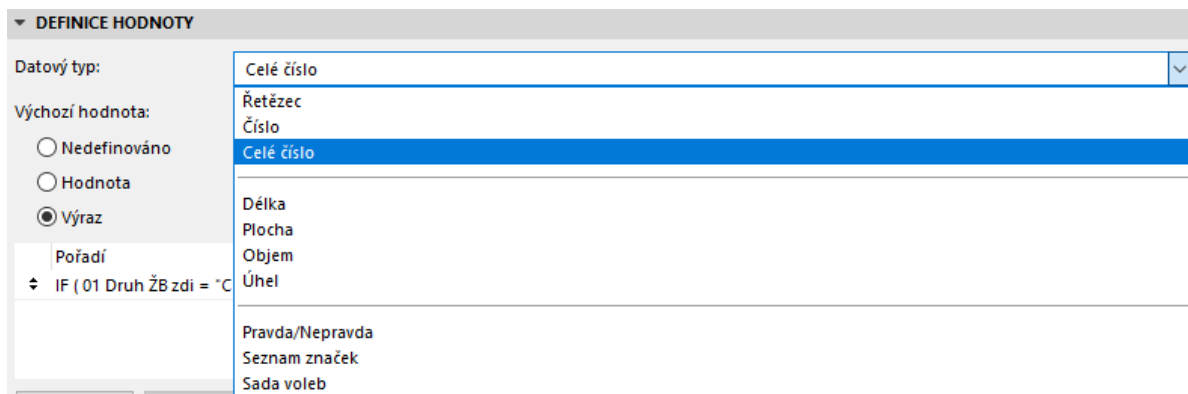 DEFINICE HODNOTY
Datový typ:
Celé číslo
Řetězec
Číslo
Celé číslo
Délka
Plocha
Objem
Úhel
Pravda/Nepravda
Seznam značek
Sada voleb
Výchozí hodnota:
Nedefinováno
Hodnota
Výraz
Pořadí
IF ( 01 Druh ŽB zdi = "C